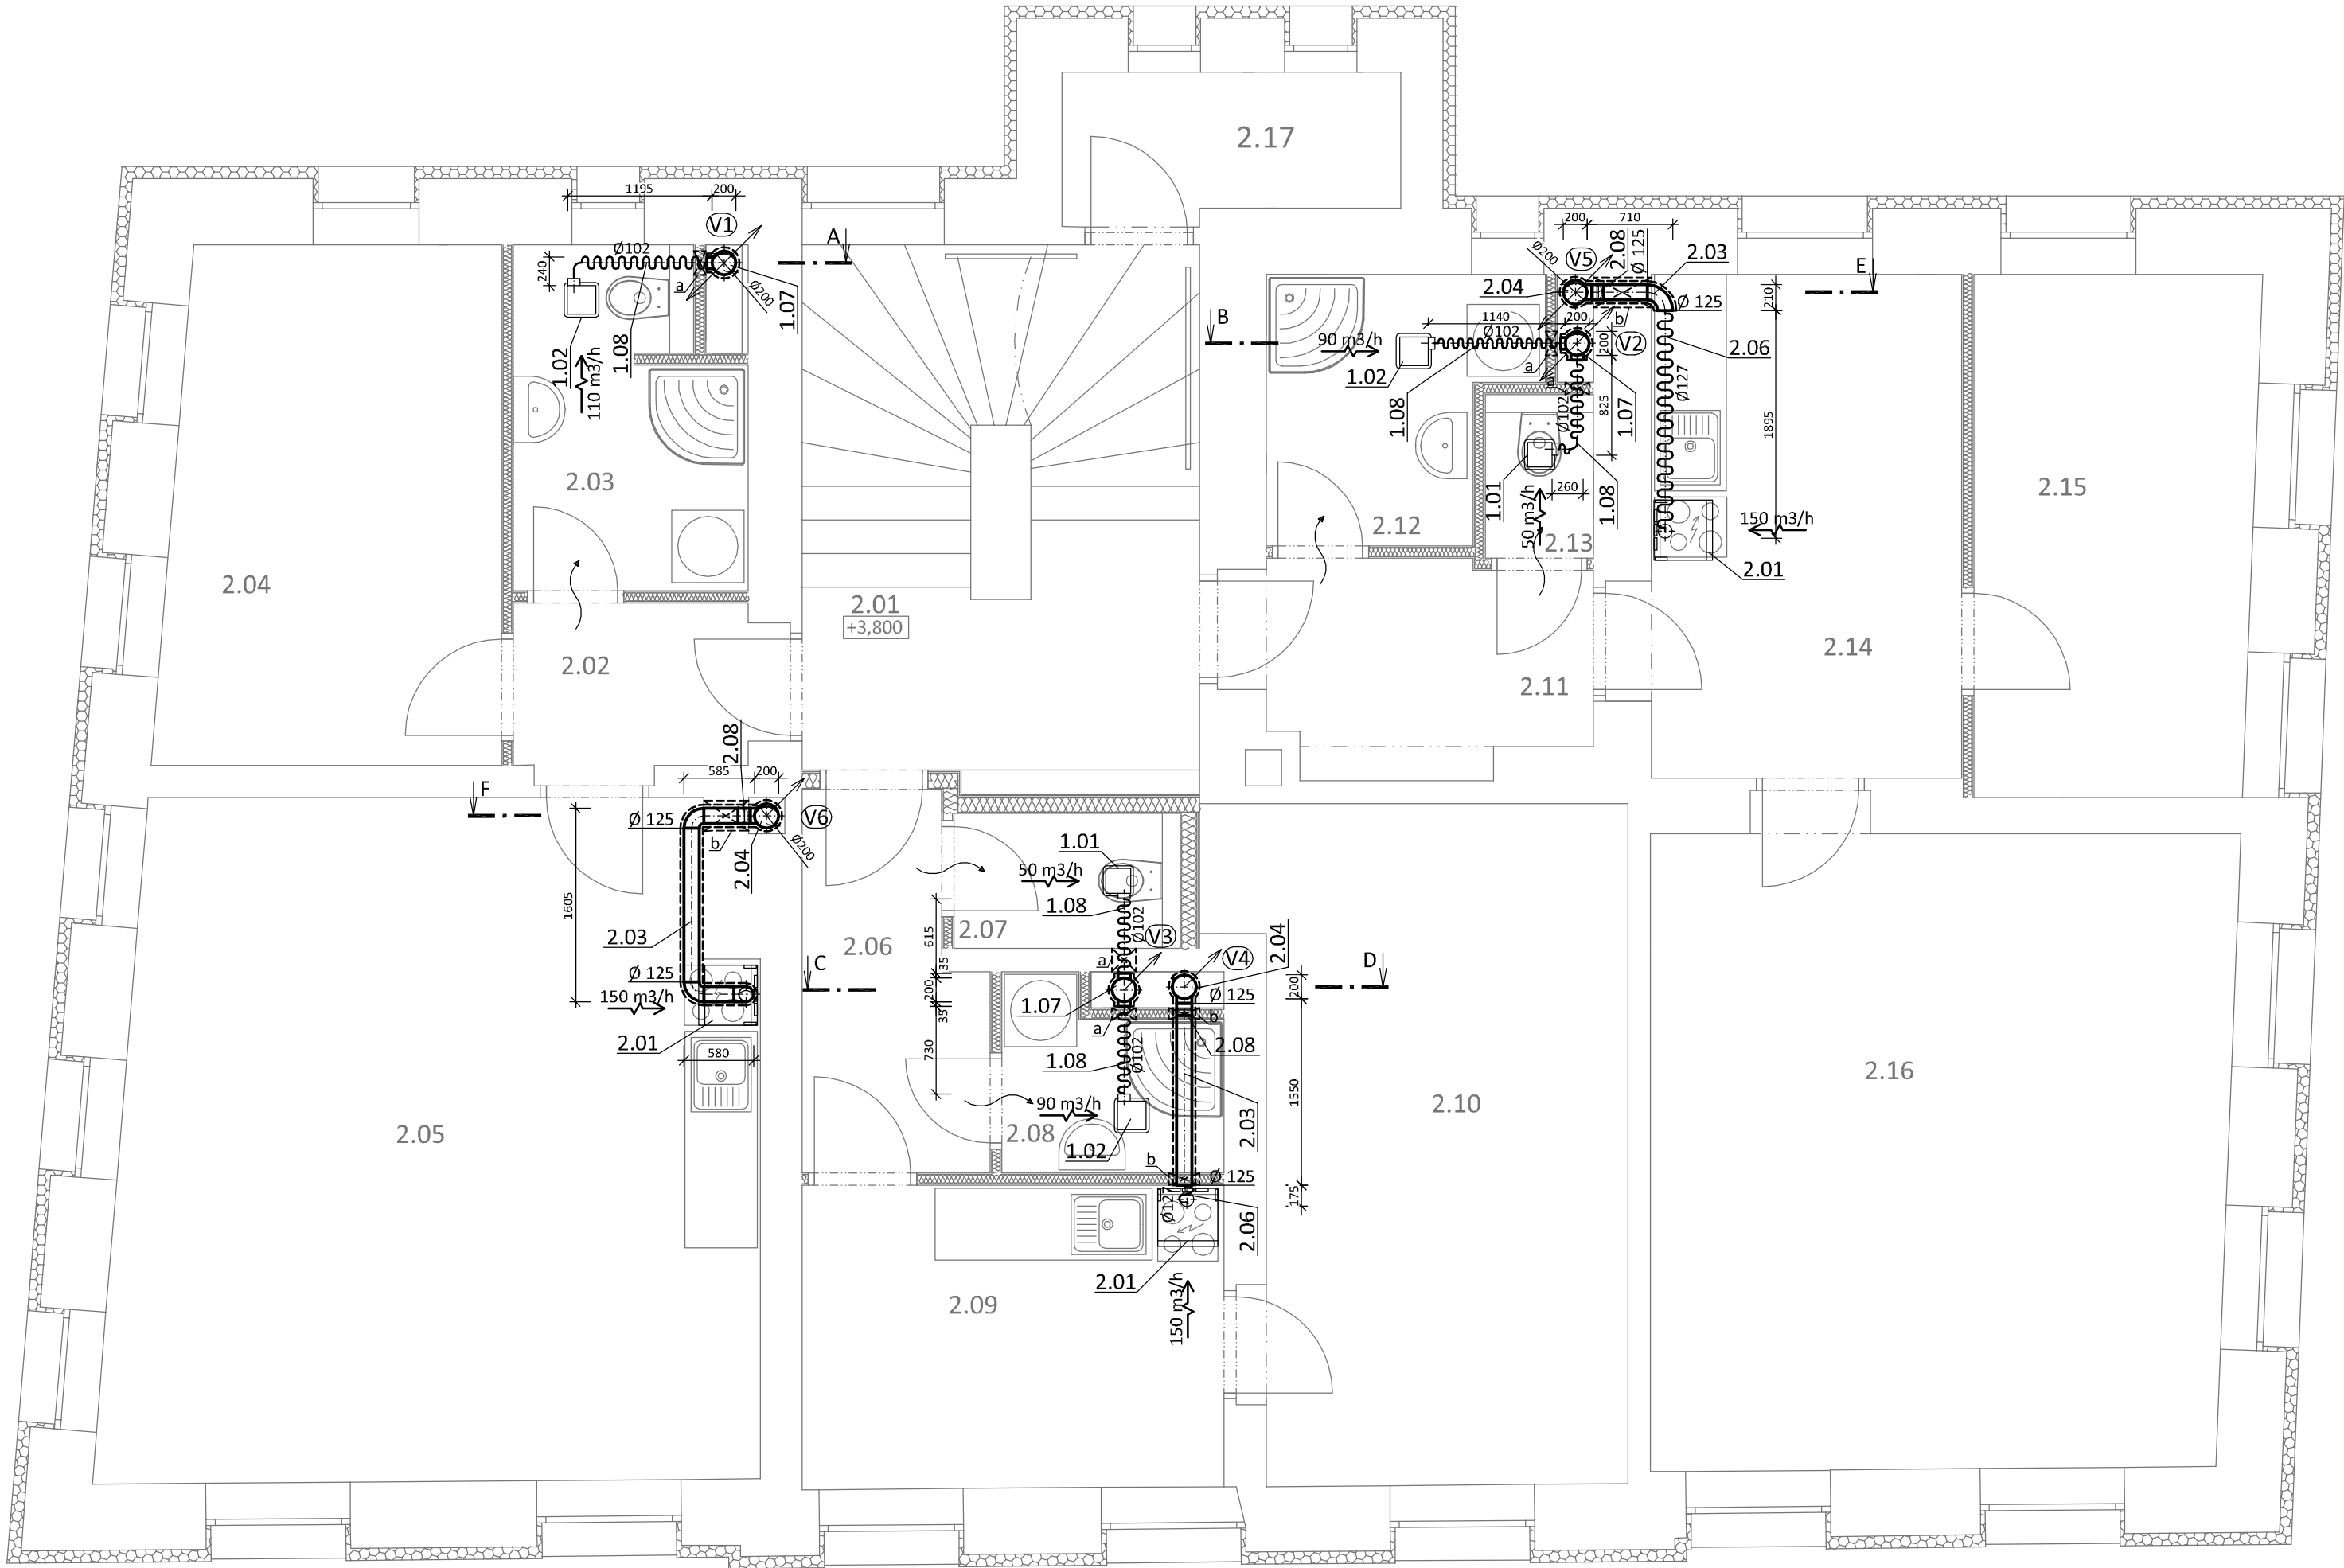 2.17
1195
200
V1
Ø102
240
a
Ø200
1.07
1.02
1.08
110 m3/h
A
2.03
2.04
2.02
2.01
+3,800
B
90 m3/h
1140
200
Ø102
1.02
1.08
a
a
V2
200
825
Ø102
1.07
1.01
260
1.08
50 m3/h
2.12
2.13
2.11
200
710
Ø200
V5
2.08
Ø 125
2.03
2.04
b
210
Ø 125
2.06
Ø127
1895
150 m3/h
2.01
E
2.15
2.14
F
2.08
585
200
V6
Ø 125
b
2.04
Ø200
1605
2.03
Ø 125
150 m3/h
2.01
580
2.05
1.01
50 m3/h
1.08
Ø102
V3
2.07
2.06
615
35
200
35
730
C
a
1.07
a
1.08
Ø102
90 m3/h
2.08
1.02
V4
2.04
D
200
Ø 125
b
2.08
1550
2.03
b
Ø 125
175
Ø127
2.06
2.01
150 m3/h
2.09
2.10
2.16